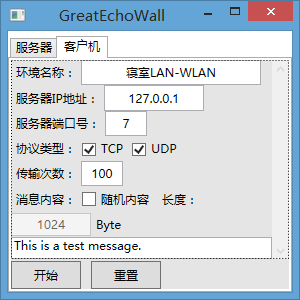 GreatEchoWall
服务器 客户机
环境名称： 寝室LAN-WLAN
服务器IP地址： 127.0.0.1
服务器端口号： 7
协议类型： TCP UDP
传输次数： 100
消息内容： 随机内容 长度：
1024 Byte
This is a test message.
开始 重置